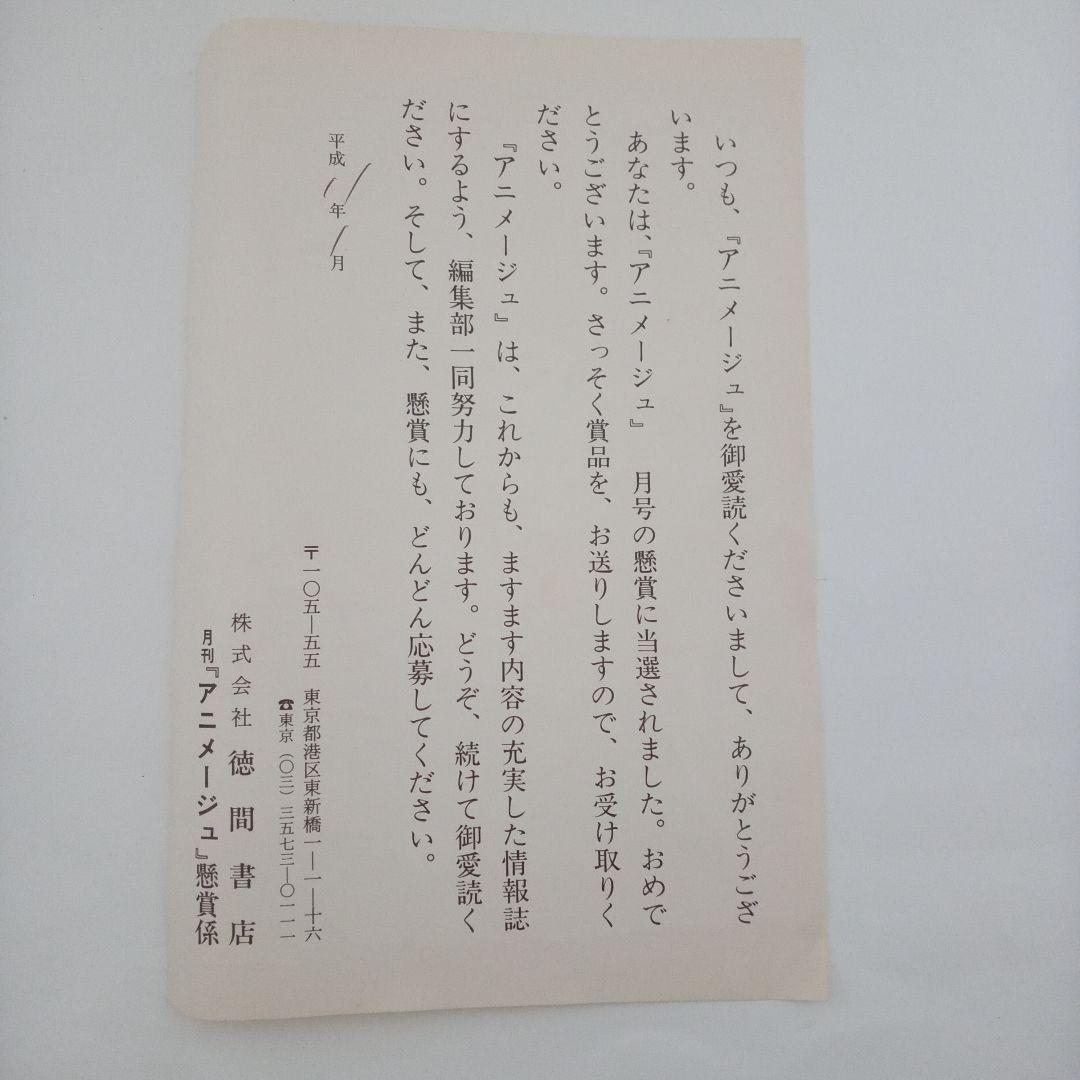 いつも、『アニメージュ』を御愛読くださいまして、ありがとうござ
います。
あなたは、『アニメージュ』　月号の懸賞に当選されました。おめで
とうございます。さっそく賞品を、お送りしますので、お受け取りく
ださい。
『アニメージュ』は、これからも、ますます内容の充実した情報誌
にするよう、編集部一同努力しております。どうぞ、続けて御愛読く
ださい。そして、また、懸賞にも、どんどん応募してください。
平成　年　月
〒一〇五―五五　東京都港区東新橋一―一―十六
☎東京（〇三）三五七三―〇一一一
株式会社　徳間書店
月刊『アニメージュ』懸賞係